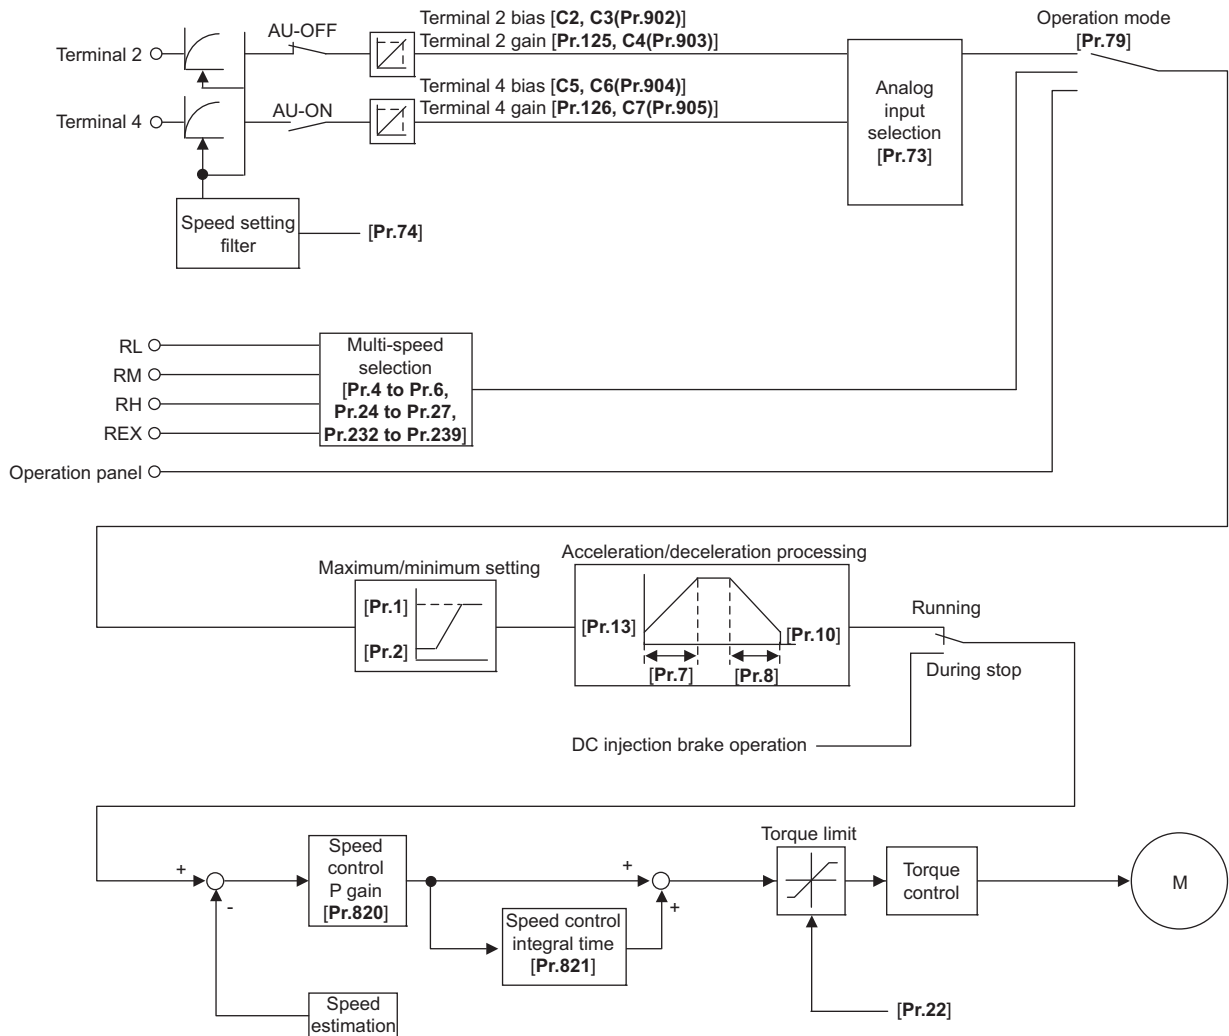 Terminal 2 bias [C2, C3(Pr.902)]
Operation mode
AU-OFF
Terminal 2
Terminal 2 gain [Pr.125, C4(Pr.903)]
[Pr.79]
Terminal 4 bias [C5, C6(Pr.904)]
Terminal 4
AU-ON
Terminal 4 gain [Pr.126, C7(Pr.905)]
Analog
input
selection
[Pr.73]
Speed setting
filter
[Pr.74]
RL
RM
RH
REX
Multi-speed
selection
[Pr.4 to Pr.6,
Pr.24 to Pr.27,
Pr.232 to Pr.239]
Operation panel
Maximum/minimum setting
[Pr.1]
[Pr.2]
Acceleration/deceleration processing
[Pr.13]
[Pr.10]
[Pr.7]
[Pr.8]
Running
During stop
DC injection brake operation
+
-
Speed
control
P gain
[Pr.820]
Speed control
integral time
[Pr.821]
+
+
Torque limit
Torque
control
M
Speed
estimation
[Pr.22]